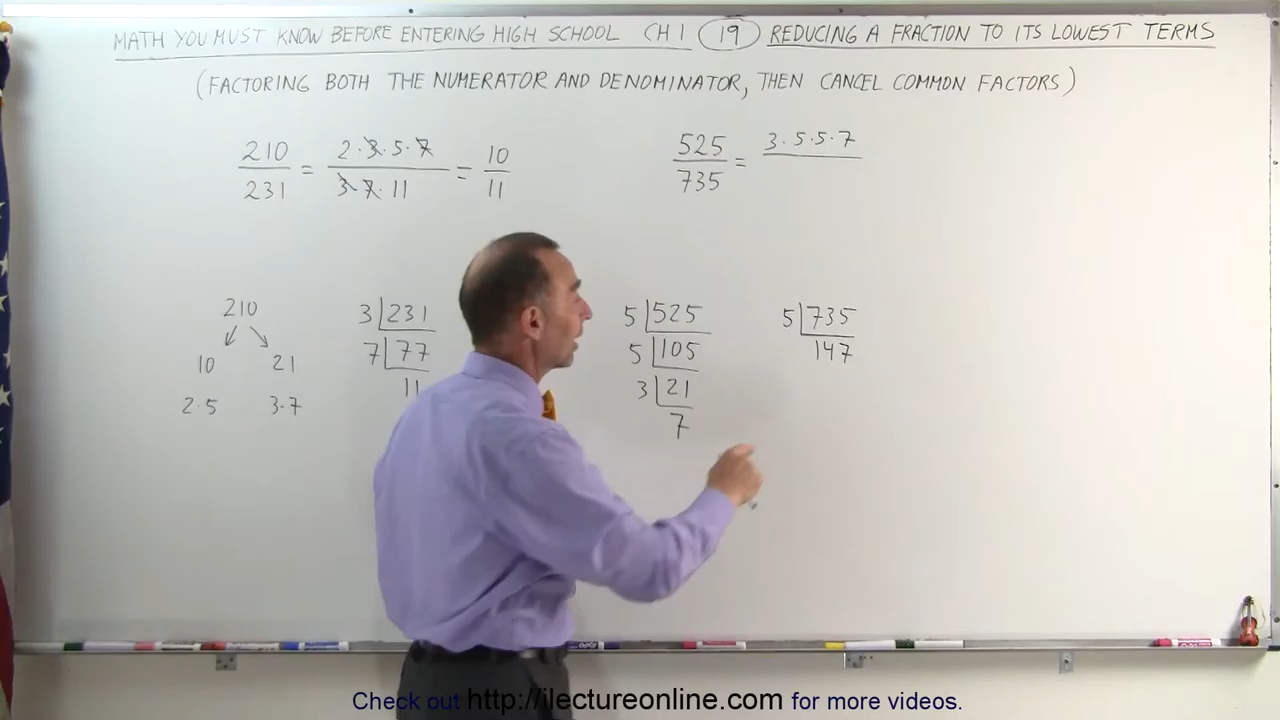 MATH YOU MUST KNOW BEFORE ENTERING HIGH SCHOOL CH 1 19 REDUCING A FRACTION TO ITS LOWEST TERMS
(FACTORING BOTH THE NUMERATOR AND DENOMINATOR, THEN CANCEL COMMON FACTORS)
210/231 = 2·3·5·7/3·7·11 = 10/11
525/735 = 3·5·5·7
210
10 21
2·5 3·7
3 231
7 77
11
5 525
5 105
3 21
7
5 735
147
Check out http://ilectureonline.com for more videos.